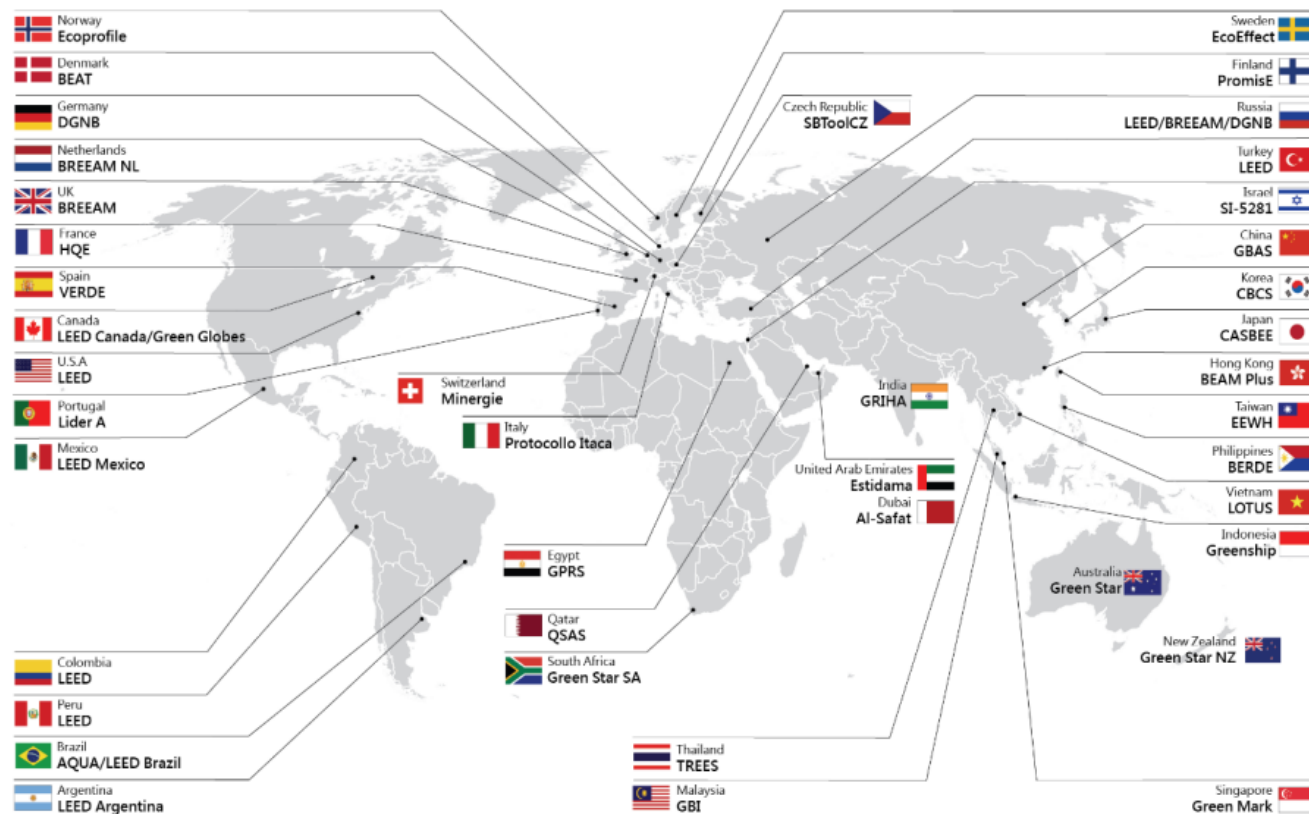 Norway
Ecoprofile
Denmark
BEAT
Germany
DGNB
Netherlands
BREEAM NL
UK
BREEAM
France
HQE
Spain
VERDE
Canada
LEED Canada/Green Globes
U.S.A
LEED
Portugal
Lider A
Mexico
LEED Mexico
Colombia
LEED
Peru
LEED
Brazil
AQUA/LEED Brazil
Argentina
LEED Argentina
Switzerland
Minergie
Italy
Protocollo Itaca
Egypt
GPRS
Qatar
QSAS
South Africa
Green Star SA
Thailand
TREES
Malaysia
GBI
Czech Republic
SBToolCZ
India
GRIHA
United Arab Emirates
Estidama
Dubai
Al-Safat
Sweden
EcoEffect
Finland
PromisE
Russia
LEED/BREEAM/DGNB
Turkey
LEED
Israel
SI-5281
China
GBAS
Korea
CBCS
Japan
CASBEE
Hong Kong
BEAM Plus
Taiwan
EEWH
Philippines
BERDE
Vietnam
LOTUS
Indonesia
Greenship
Australia
Green Star
New Zealand
Green Star NZ
Singapore
Green Mark